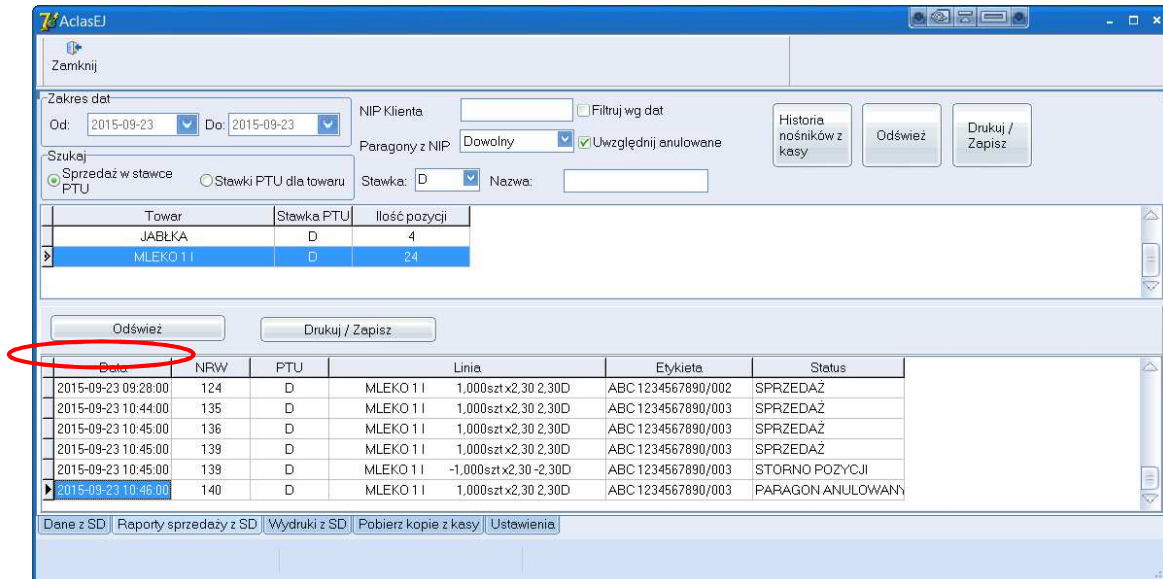 AclasEJ
Zamknij
Zakres dat
Od: 2015-09-23 Do: 2015-09-23
NIP Klienta Filtruj wg dat
Paragony z NIP Dowolny Uwzględnij anulowane
Historia nośników z kasy Odśwież Drukuj / Zapisz
Szukaj
Sprzedaż w stawce PTU Stawki PTU dla towaru Stawka: D Nazwa:
Towar Stawka PTU Ilość pozycji
JABŁKA D 4
MLEKO 1 l D 24
Odśwież Drukuj / Zapisz
Data NRW PTU Linia Etykieta Status
2015-09-23 09:28:00 124 D MLEKO 1 l 1,000szt x2,30 2,30D ABC 1234567890/002 SPRZEDAŻ
2015-09-23 10:44:00 135 D MLEKO 1 l 1,000szt x2,30 2,30D ABC 1234567890/003 SPRZEDAŻ
2015-09-23 10:45:00 136 D MLEKO 1 l 1,000szt x2,30 2,30D ABC 1234567890/003 SPRZEDAŻ
2015-09-23 10:45:00 139 D MLEKO 1 l 1,000szt x2,30 2,30D ABC 1234567890/003 SPRZEDAŻ
2015-09-23 10:45:00 139 D MLEKO 1 l -1,000szt x2,30 -2,30D ABC 1234567890/003 STORNO POZYCJI
2015-09-23 10:46:00 140 D MLEKO 1 l 1,000szt x2,30 2,30D ABC 1234567890/003 PARAGON ANULOWANY
Dane z SD Raporty sprzedaży z SD Wydruki z SD Pobierz kopie z kasy Ustawienia